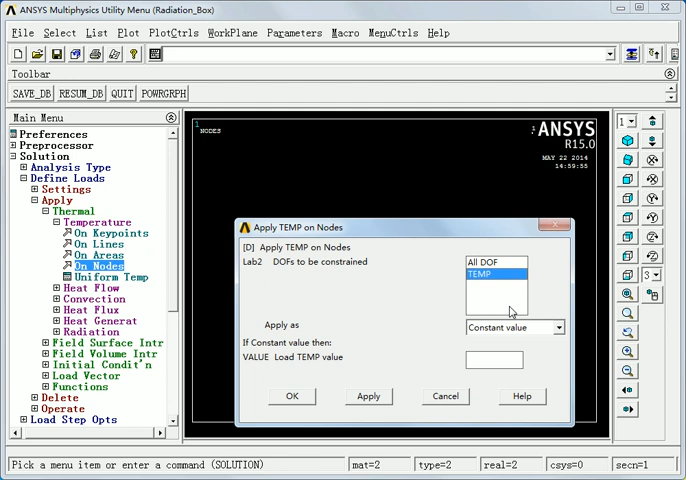 ANSYS Multiphysics Utility Menu (Radiation_Box)
File Select List Plot PlotCtrls WorkPlane Parameters Macro MenuCtrls Help
Toolbar
SAVE_DB RESUM_DB QUIT POWRGRPH
Main Menu
Preferences
Preprocessor
Solution
Analysis Type
Define Loads
Settings
Apply
Thermal
Temperature
On Keypoints
On Lines
On Areas
On Nodes
Uniform Temp
Heat Flow
Convection
Heat Flux
Heat Generat
Radiation
Field Surface Intr
Field Volume Intr
Initial Condit'n
Load Vector
Functions
Delete
Operate
Load Step Opts
1
NODES
ANSYS
R15.0
MAY 22 2014
14:59:55
Apply TEMP on Nodes
[D] Apply TEMP on Nodes
Lab2 DOFs to be constrained
All DOF
TEMP
Apply as
Constant value
If Constant value then:
VALUE Load TEMP value
OK Apply Cancel Help
1
3
Pick a menu item or enter a command (SOLUTION) mat=2 type=2 real=2 csys=0 secn=1